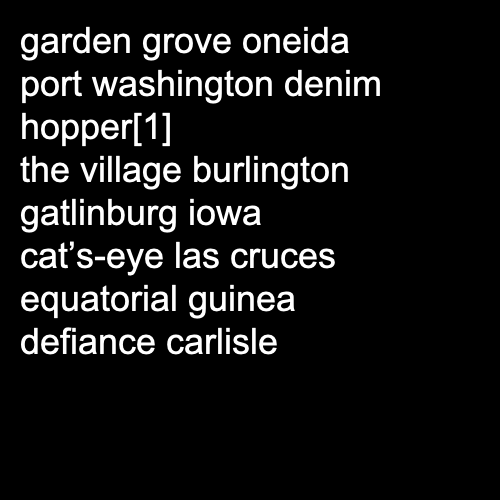 garden grove oneida
port washington denim
hopper[1]
the village burlington
gatlinburg iowa
cat’s-eye las cruces
equatorial guinea
defiance carlisle